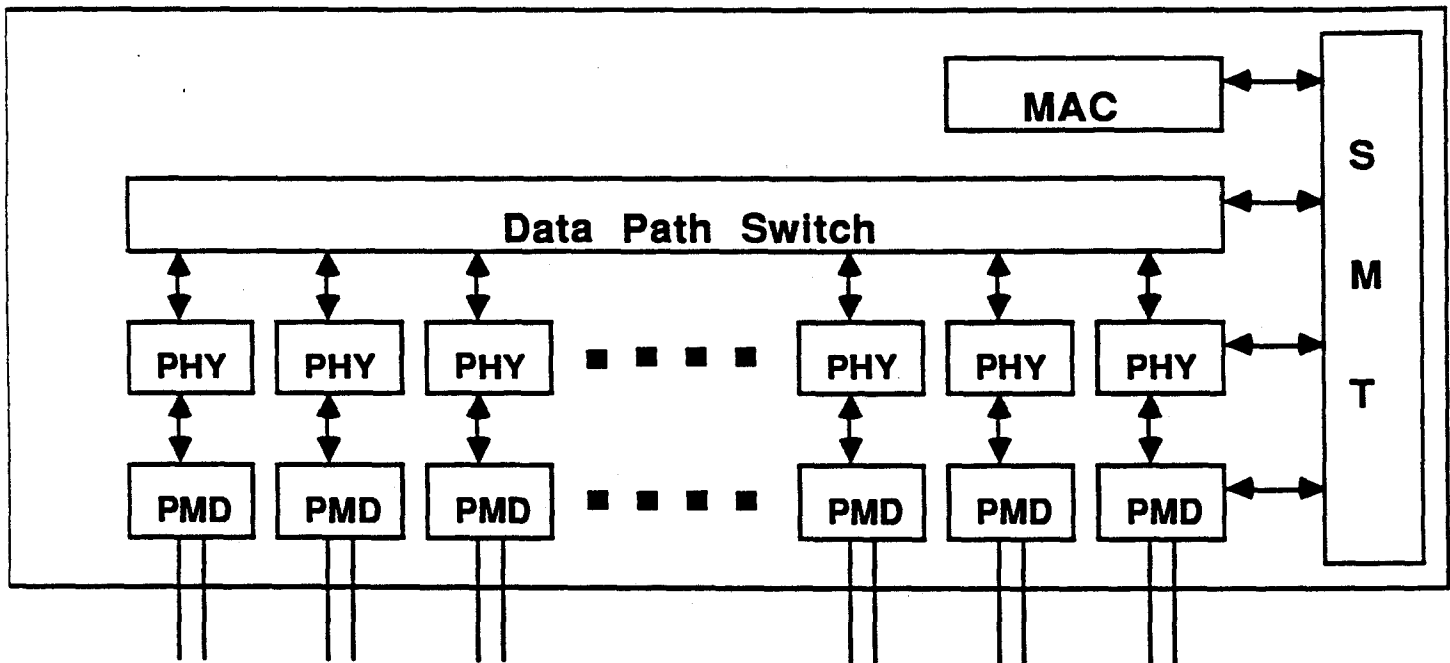 MAC
Data Path Switch
PHY PHY PHY PHY PHY PHY
PMD PMD PMD PMD PMD PMD
S
M
T